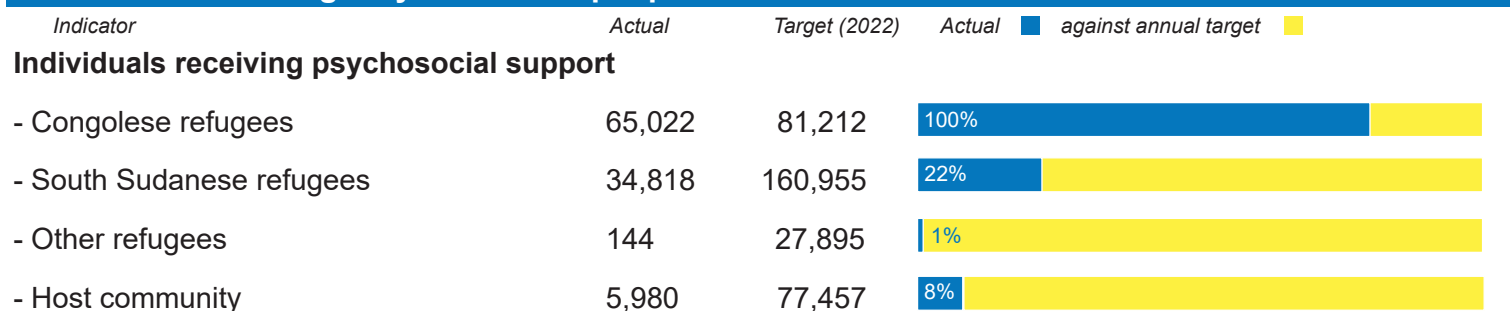 Indicator Actual Target (2022) Actual against annual target
Individuals receiving psychosocial support
- Congolese refugees 65,022 81,212 100%
- South Sudanese refugees 34,818 160,955 22%
- Other refugees 144 27,895 1%
- Host community 5,980 77,457 8%